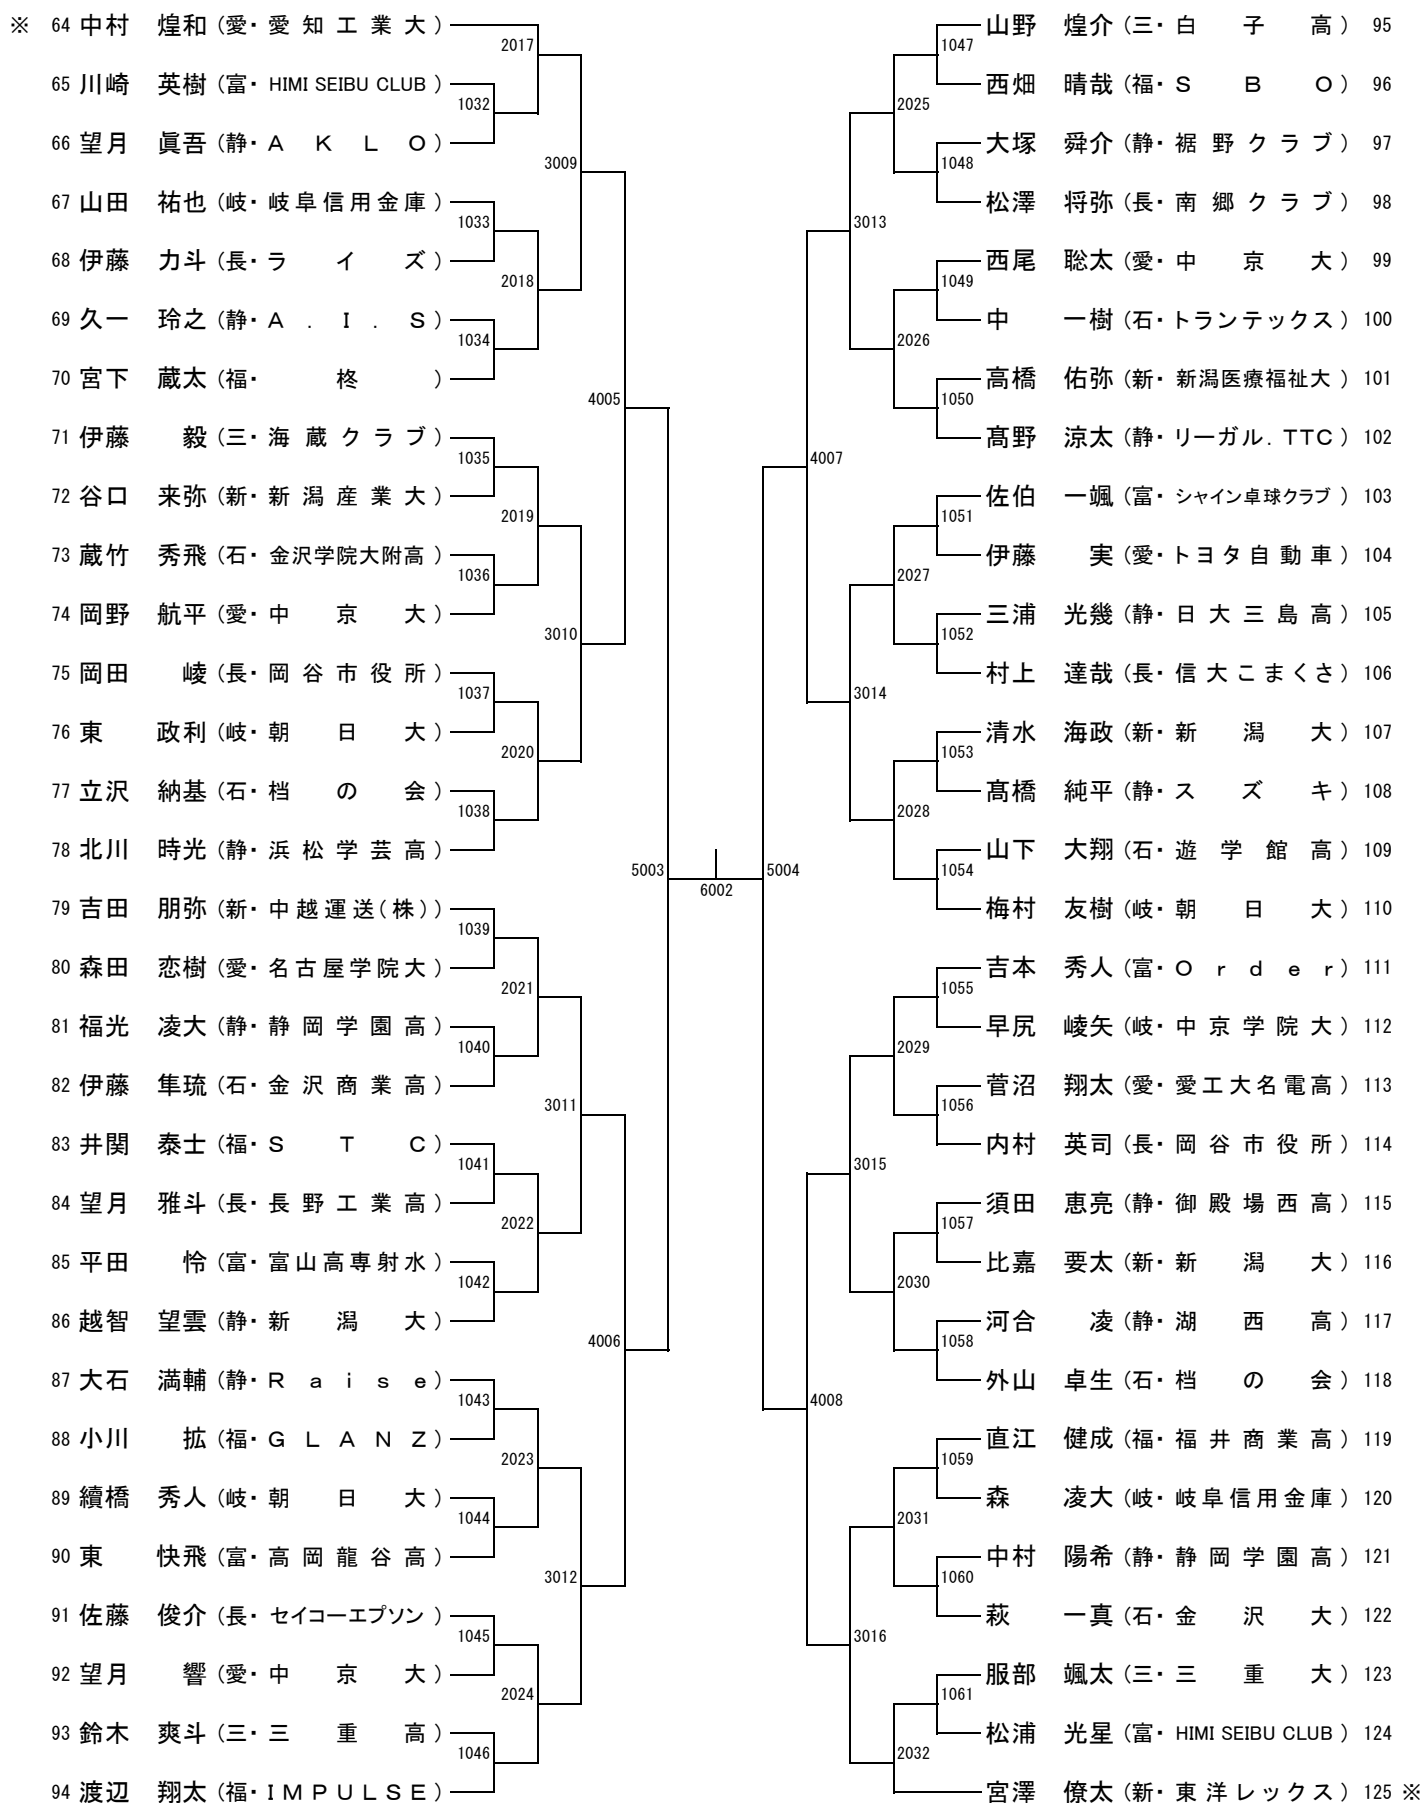 ※ 64 中村 煌和 (愛・愛知工業大)
65 川崎 英樹 (富・HIMI SEIBU CLUB)
66 望月 眞吾 (静・AKLO)
67 山田 祐也 (岐・岐阜信用金庫)
68 伊藤 力斗 (長・ライズ)
69 久一 玲之 (静・A.I.S)
70 宮下 蔵太 (福・柊)
71 伊藤 毅 (三・海蔵クラブ)
72 谷口 来弥 (新・新潟産業大)
73 蔵竹 秀飛 (石・金沢学院大附高)
74 岡野 航平 (愛・中京大)
75 岡田 崚 (長・岡谷市役所)
76 東 政利 (岐・朝日大)
77 立沢 納基 (石・档の会)
78 北川 時光 (静・浜松学芸高)
79 吉田 朋弥 (新・中越運送(株))
80 森田 恋樹 (愛・名古屋学院大)
81 福光 凌大 (静・静岡学園高)
82 伊藤 隼琉 (石・金沢商業高)
83 井関 泰士 (福・STC)
84 望月 雅斗 (長・長野工業高)
85 平田 怜 (富・富山高専射水)
86 越智 望雲 (静・新潟大)
87 大石 満輔 (静・Raise)
88 小川 拡 (福・GLANZ)
89 續橋 秀人 (岐・朝日大)
90 東 快飛 (富・高岡龍谷高)
91 佐藤 俊介 (長・セイコーエプソン)
92 望月 響 (愛・中京大)
93 鈴木 爽斗 (三・三重高)
94 渡辺 翔太 (福・IMPULSE)
2017
1032
3009
1033
2018
1034
4005
1035
2019
1036
3010
1037
2020
1038
5003
1039
2021
1040
3011
1041
2022
1042
4006
1043
2023
1044
3012
1045
2024
1046
6002
5004
1047
2025
1048
3013
1049
2026
1050
4007
1051
2027
1052
3014
1053
2028
1054
1055
2029
1056
3015
1057
2030
1058
4008
1059
2031
1060
3016
1061
2032
山野 煌介 (三・白子高) 95
西畑 晴哉 (福・SBO) 96
大塚 舜介 (静・裾野クラブ) 97
松澤 将弥 (長・南郷クラブ) 98
西尾 聡太 (愛・中京大) 99
中 一樹 (石・トランテックス) 100
高橋 佑弥 (新・新潟医療福祉大) 101
髙野 涼太 (静・リーガル.TTC) 102
佐伯 一颯 (富・シャイン卓球クラブ) 103
伊藤 実 (愛・トヨタ自動車) 104
三浦 光幾 (静・日大三島高) 105
村上 達哉 (長・信大こまくさ) 106
清水 海政 (新・新潟大) 107
髙橋 純平 (静・スズキ) 108
山下 大翔 (石・遊学館高) 109
梅村 友樹 (岐・朝日大) 110
吉本 秀人 (富・Order) 111
早尻 崚矢 (岐・中京学院大) 112
菅沼 翔太 (愛・愛工大名電高) 113
内村 英司 (長・岡谷市役所) 114
須田 恵亮 (静・御殿場西高) 115
比嘉 要太 (新・新潟大) 116
河合 凌 (静・湖西高) 117
外山 卓生 (石・档の会) 118
直江 健成 (福・福井商業高) 119
森 凌大 (岐・岐阜信用金庫) 120
中村 陽希 (静・静岡学園高) 121
萩 一真 (石・金沢大) 122
服部 颯太 (三・三重大) 123
松浦 光星 (富・HIMI SEIBU CLUB) 124
宮澤 僚太 (新・東洋レックス) 125 ※